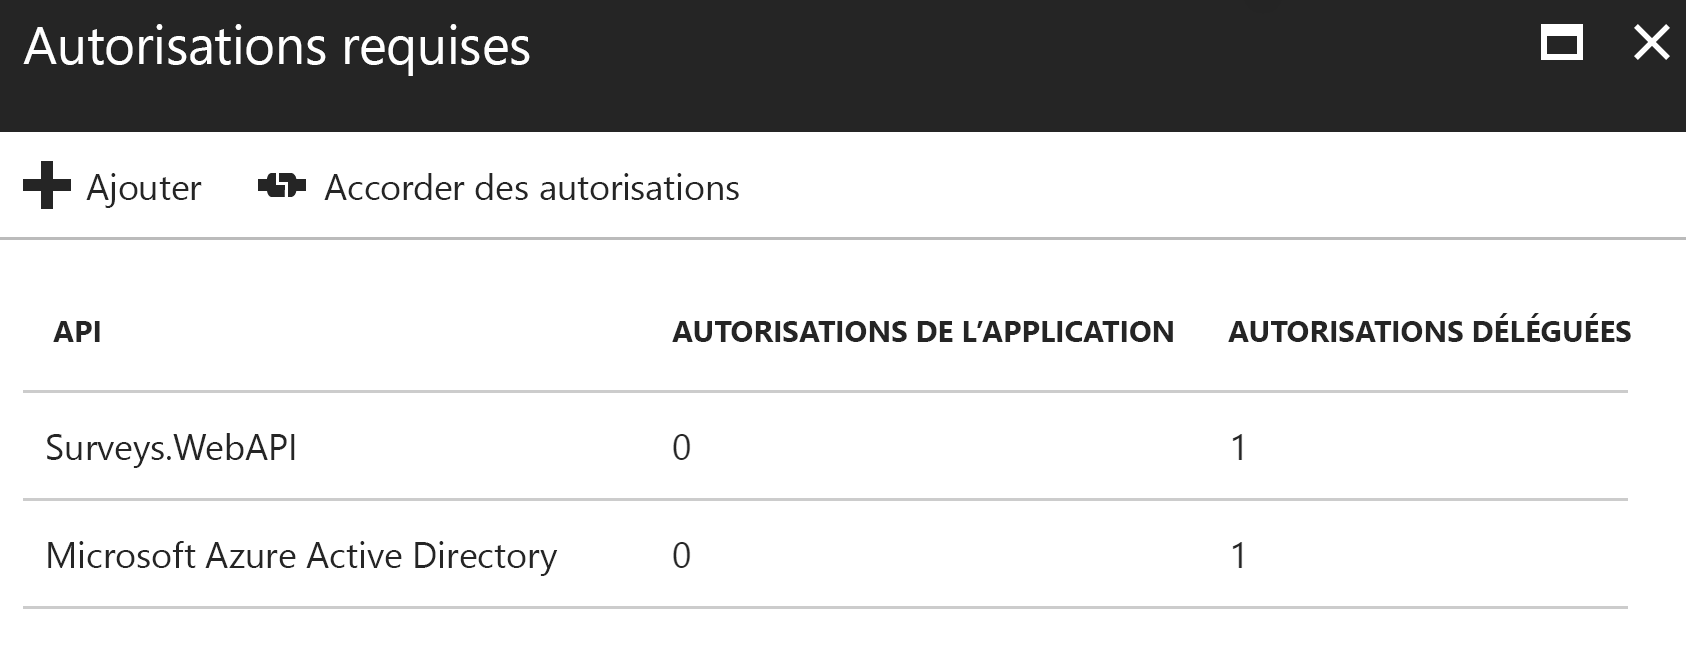 Autorisations requises
Ajouter Accorder des autorisations
API AUTORISATIONS DE L’APPLICATION AUTORISATIONS DÉLÉGUÉES
Surveys.WebAPI 0 1
Microsoft Azure Active Directory 0 1